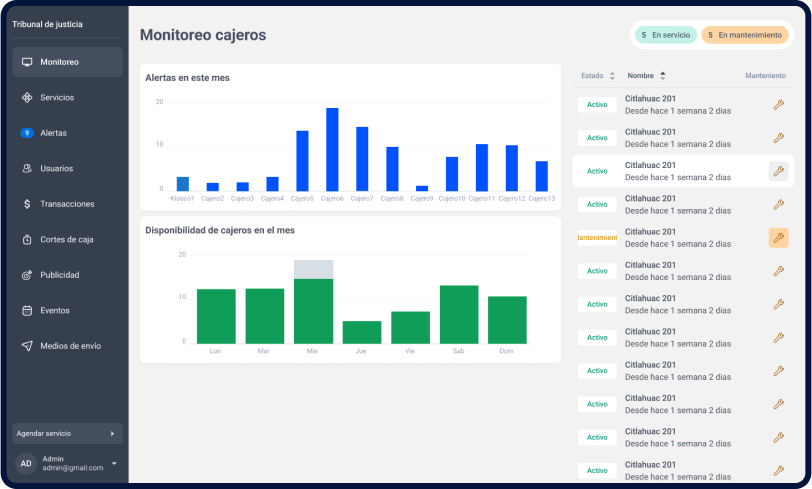 Tribunal de justicia
Monitoreo
Servicios
9 Alertas
Usuarios
Transacciones
Cortes de caja
Publicidad
Eventos
Medios de envío
Agendar servicio
AD
Admin
admin@gmail.com
Monitoreo cajeros
5 En servicio
5 En mantenimiento
Alertas en este mes
20
10
0
Kiosco1 Cajero2 Cajero3 Cajero4 Cajero5 Cajero6 Cajero7 Cajero8 Cajero9 Cajero10 Cajero11 Cajero12 Cajero13
Disponibilidad de cajeros en el mes
20
10
0
Lun Mar Mie Jue Vie Sab Dom
Estado Nombre Manteniento
Activo
Citlahuac 201
Desde hace 1 semana 2 dias
Activo
Citlahuac 201
Desde hace 1 semana 2 dias
Activo
Citlahuac 201
Desde hace 1 semana 2 dias
Activo
Citlahuac 201
Desde hace 1 semana 2 dias
antenimient
Citlahuac 201
Desde hace 1 semana 2 dias
Activo
Citlahuac 201
Desde hace 1 semana 2 dias
Activo
Citlahuac 201
Desde hace 1 semana 2 dias
Activo
Citlahuac 201
Desde hace 1 semana 2 dias
Activo
Citlahuac 201
Desde hace 1 semana 2 dias
Activo
Citlahuac 201
Desde hace 1 semana 2 dias
Activo
Citlahuac 201
Desde hace 1 semana 2 dias
Activo
Citlahuac 201
Desde hace 1 semana 2 dias